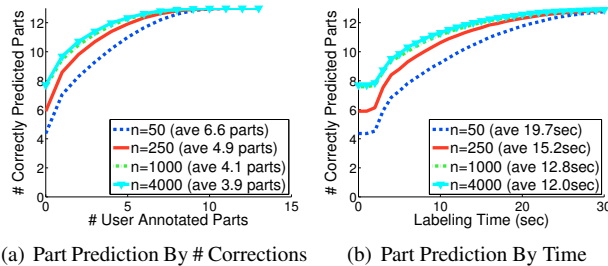 # Correctly Predicted Parts
12
10
8
6
4
2
0
0 5 10 15
# User Annotated Parts
n=50 (ave 6.6 parts)
n=250 (ave 4.9 parts)
n=1000 (ave 4.1 parts)
n=4000 (ave 3.9 parts)
(a) Part Prediction By # Corrections
# Correctly Predicted Parts
12
10
8
6
4
2
0
0 10 20 30
Labeling Time (sec)
n=50 (ave 19.7sec)
n=250 (ave 15.2sec)
n=1000 (ave 12.8sec)
n=4000 (ave 12.0sec)
(b) Part Prediction By Time